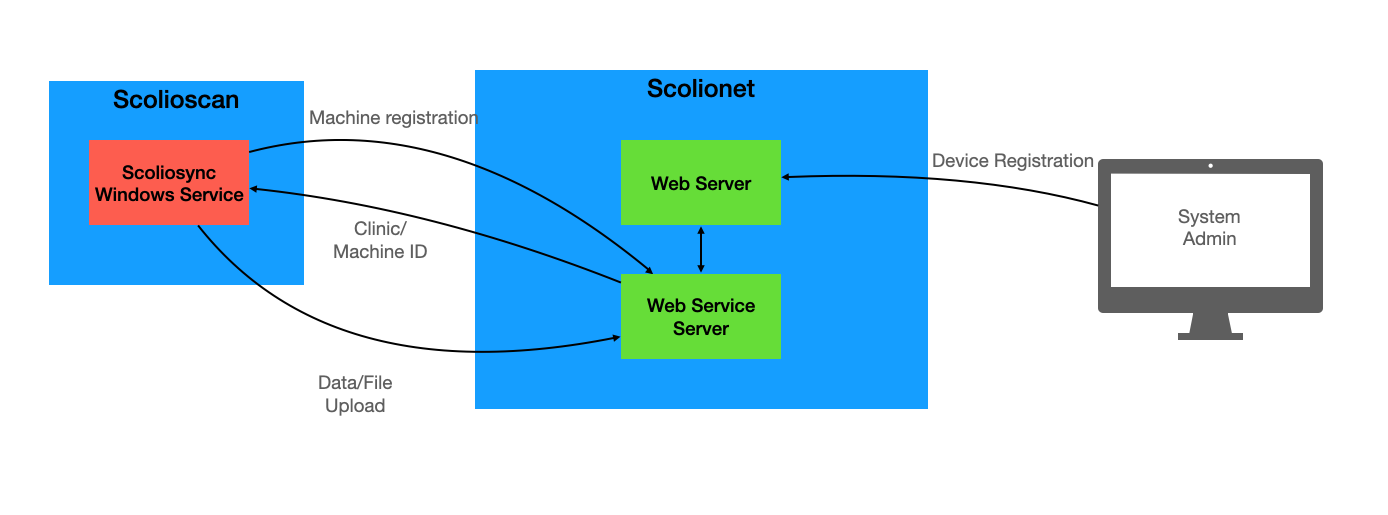 Scolioscan
Scoliosync
Windows Service
Machine registration
Clinic/
Machine ID
Data/File
Upload
Scolionet
Web Server
Web Service
Server
Device Registration
System
Admin